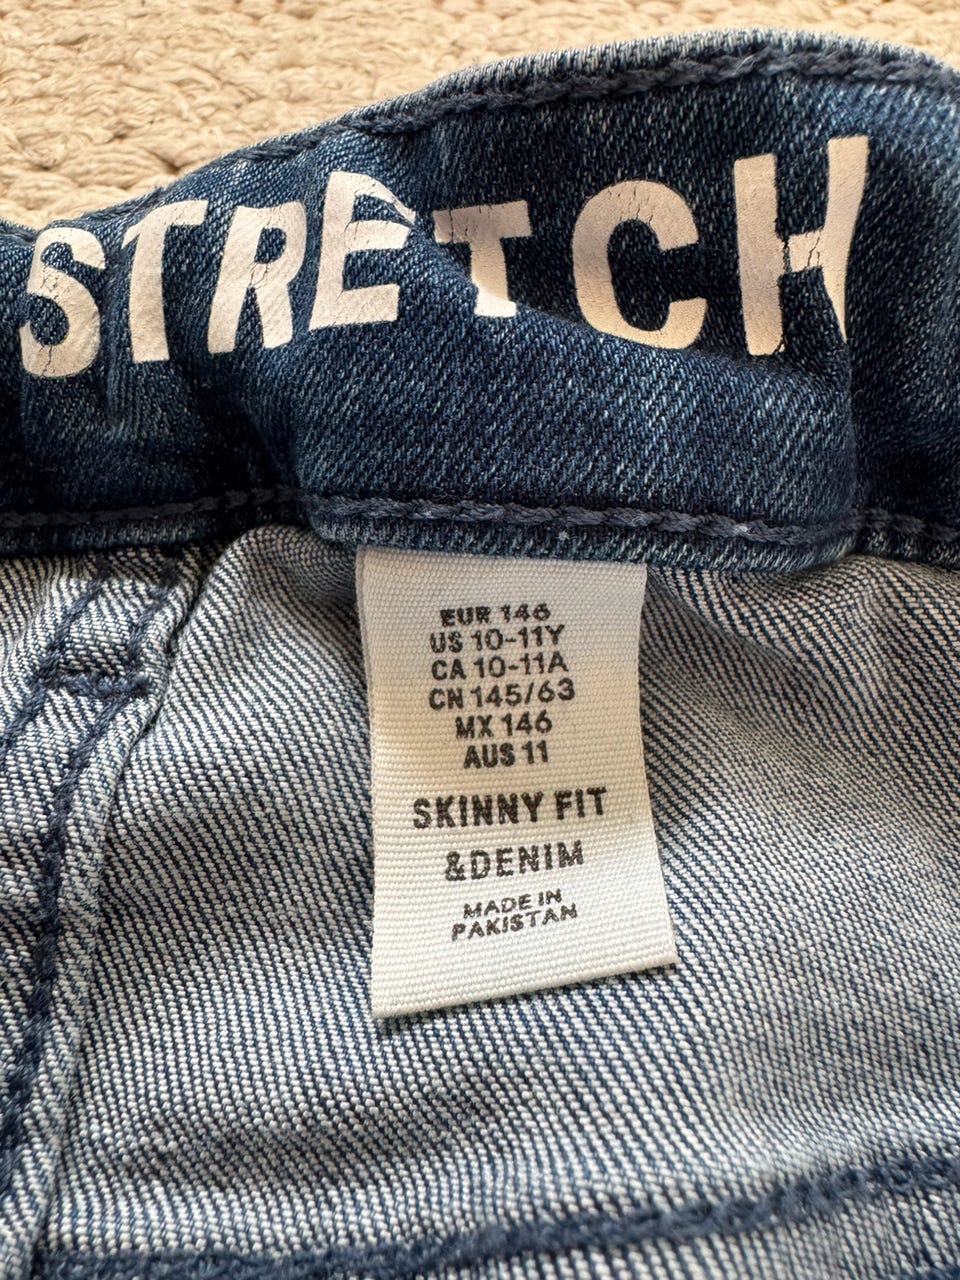 STRETCH
EUR 146
US 10-11Y
CA 10-11A
CN 145/63
MX 146
AUS 11
SKINNY FIT
&DENIM
MADE IN
PAKISTAN